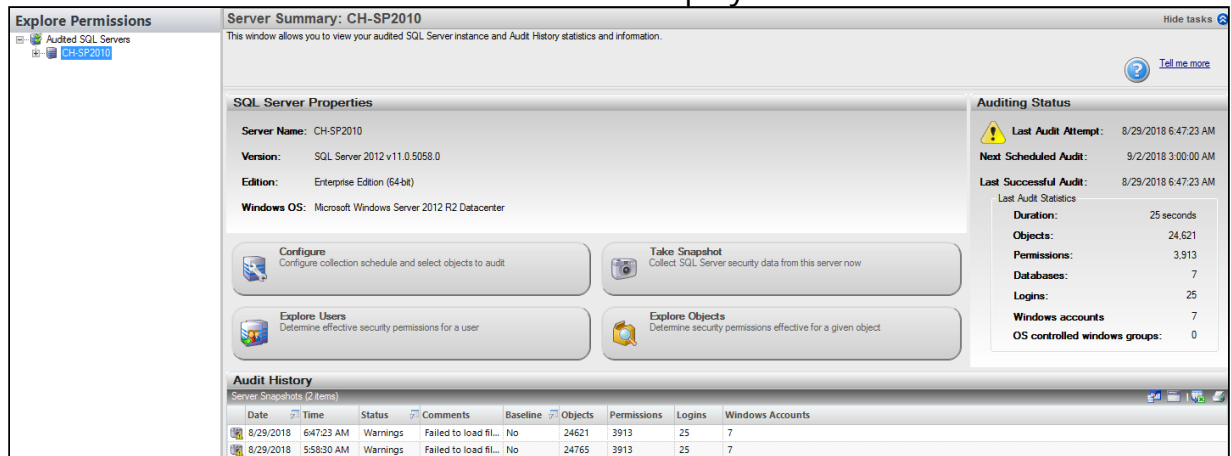 Explore Permissions
Audited SQL Servers
CH-SP2010
Server Summary: CH-SP2010
Hide tasks
This window allows you to view your audited SQL Server instance and Audit History statistics and information.
Tell me more
SQL Server Properties
Server Name: CH-SP2010
Version: SQL Server 2012 v11.0.5058.0
Edition: Enterprise Edition (64-bit)
Windows OS: Microsoft Windows Server 2012 R2 Datacenter
Configure
Configure collection schedule and select objects to audit
Take Snapshot
Collect SQL Server security data from this server now
Explore Users
Determine effective security permissions for a user
Explore Objects
Determine security permissions effective for a given object
Auditing Status
Last Audit Attempt: 8/29/2018 6:47:23 AM
Next Scheduled Audit: 9/2/2018 3:00:00 AM
Last Successful Audit: 8/29/2018 6:47:23 AM
Last Audit Statistics
Duration: 25 seconds
Objects: 24,621
Permissions: 3,913
Databases: 7
Logins: 25
Windows accounts 7
OS controlled windows groups: 0
Audit History
Server Snapshots (2 items)
Date Time Status Comments Baseline Objects Permissions Logins Windows Accounts
8/29/2018 6:47:23 AM Warnings Failed to load fil... No 24621 3913 25 7
8/29/2018 5:58:30 AM Warnings Failed to load fil... No 24765 3913 25 7